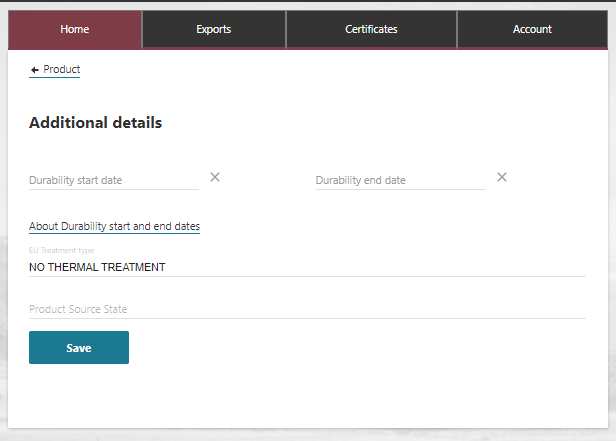 Home Exports Certificates Account
Product
Additional details
Durability start date Durability end date
About Durability start and end dates
EU Treatment type
NO THERMAL TREATMENT
Product Source State
Save